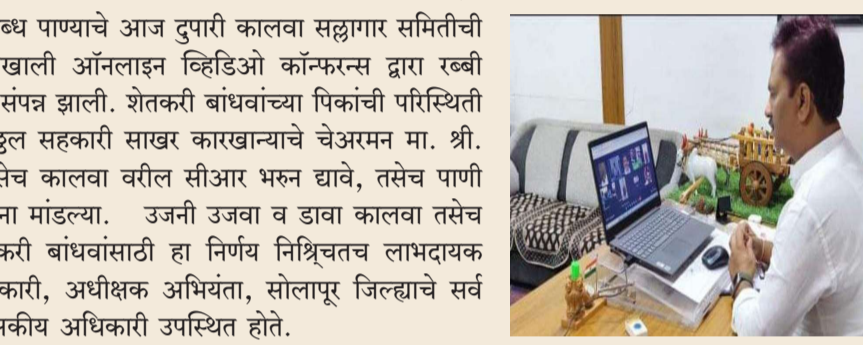 ब्ध पाण्याचे आज दुपारी कालवा सल्लागार समितीची
खाली ऑनलाइन व्हिडिओ कॉन्फरन्स द्वारा रब्बी
संपन्न झाली. शेतकरी बांधवांच्या पिकांची परिस्थिती
ठ्ठल सहकारी साखर कारखान्याचे चेअरमन मा. श्री.
सेच कालवा वरील सीआर भरुन द्यावे, तसेच पाणी
ना मांडल्या. उजनी उजवा व डावा कालवा तसेच
करी बांधवांसाठी हा निर्णय निश्चितच लाभदायक
कारी, अधीक्षक अभियंता, सोलापूर जिल्ह्याचे सर्व
सकीय अधिकारी उपस्थित होते.